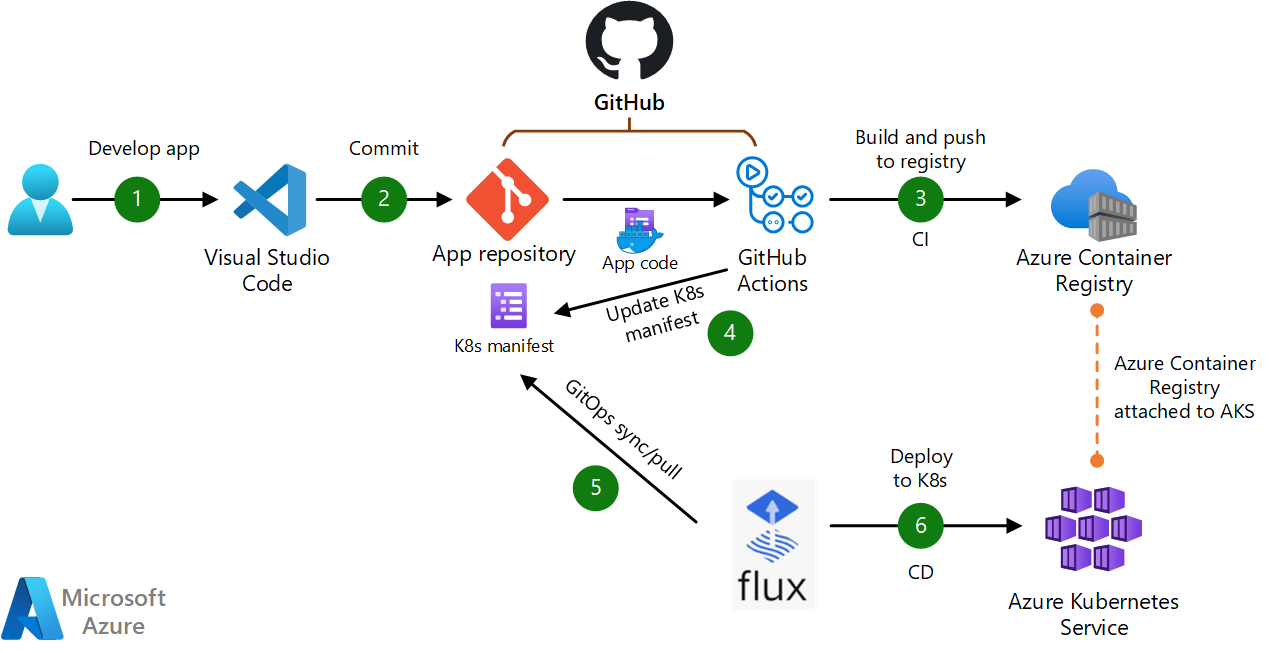 GitHub
Develop app
1
Visual Studio
Code
Commit
2
App repository
App code
GitHub
Actions
Build and push
to registry
3
CI
Azure Container
Registry
K8s manifest
Update K8s
manifest
4
Azure Container
Registry
attached to AKS
GitOps sync/pull
5
flux
Deploy
to K8s
6
CD
Azure Kubernetes
Service
Microsoft
Azure